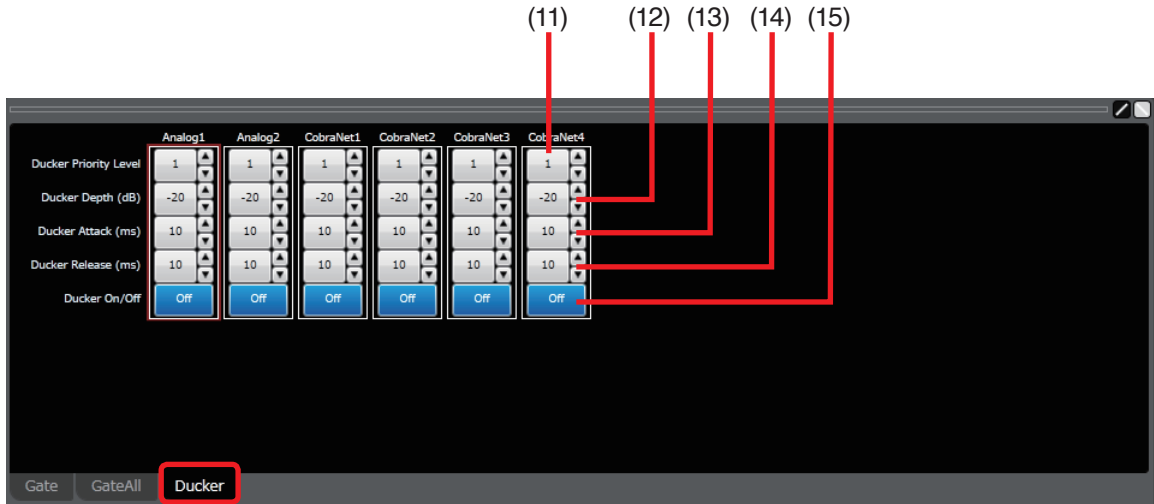 (11) (12) (13) (14) (15)
Analog1 Analog2 CobraNet1 CobraNet2 CobraNet3 CobraNet4
Ducker Priority Level 1 1 1 1 1 1
Ducker Depth (dB) -20 -20 -20 -20 -20 -20
Ducker Attack (ms) 10 10 10 10 10 10
Ducker Release (ms) 10 10 10 10 10 10
Ducker On/Off Off Off Off Off Off Off
Gate GateAll Ducker